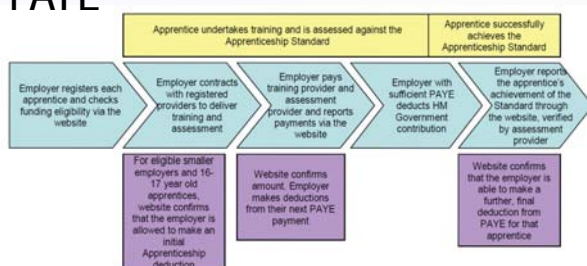 PAYE
Apprentice undertakes training and is assessed against the
Apprenticeship Standard
Apprentice successfully
achieves the
Apprenticeship Standard
Employer registers each
apprentice and checks
funding eligibility via the
website
Employer contracts
with registered
providers to deliver
training and
assessment
Employer pays
training provider and
assessment
provider and reports
payments via the
website
Employer with
sufficient PAYE
deducts HM
Government
contribution
Employer reports
the apprentice's
achievement of the
Standard through
the website, verified
by assessment
provider
For eligible smaller
employers and 16-
17 year old
apprentices,
website confirms
that the employer is
allowed to make an
initial
Apprenticeship
deduction
Website confirms
amount. Employer
makes deductions
from their next PAYE
payment
Website confirms
that the employer is
able to make a
further, final
deduction from
PAYE for that
apprentice